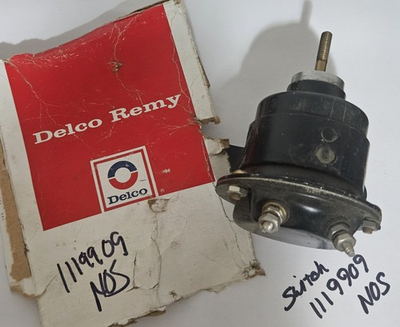 Delco Remy
Delco
1119909
NOS
Switch
1119909
NOS